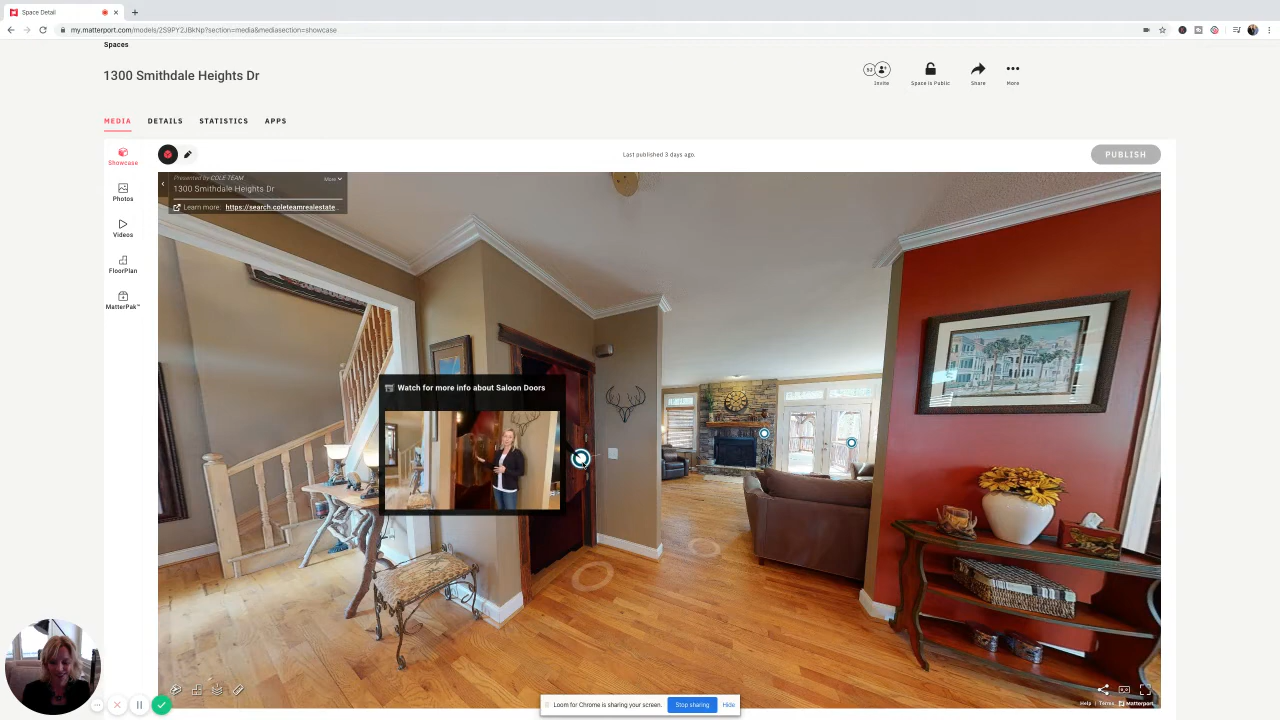 Space Detail
my.matterport.com/models/2S9PY2JBkNp?section=media&mediasection=showcase
Spaces
1300 Smithdale Heights Dr
Invite
Space is Public
Share
More
MEDIA
DETAILS
STATISTICS
APPS
Showcase
Photos
Videos
FloorPlan
MatterPak™
Last published 3 days ago.
PUBLISH
Presented by COLE TEAM
More
1300 Smithdale Heights Dr
Learn more: https://search.coleteamrealestate...
Watch for more info about Saloon Doors
Loom for Chrome is sharing your screen.
Stop sharing
Hide
Help | Terms
Matterport